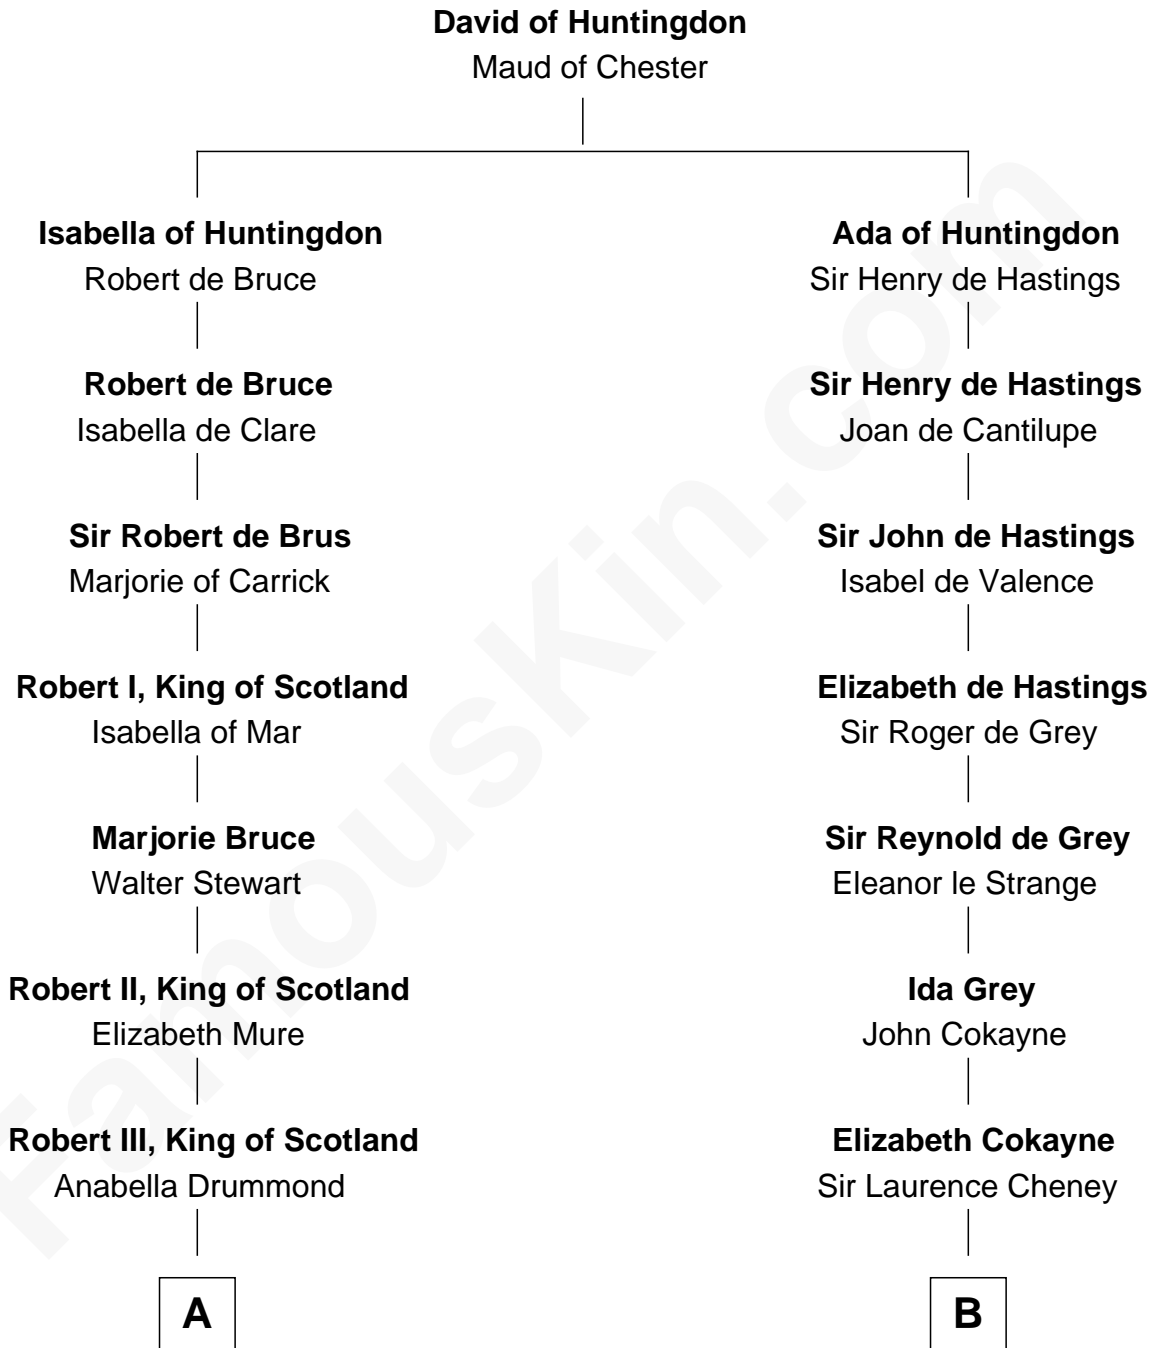 David of Huntingdon
Maud of Chester
Isabella of Huntingdon
Robert de Bruce
Ada of Huntingdon
Sir Henry de Hastings
Robert de Bruce
Isabella de Clare
Sir Henry de Hastings
Joan de Cantilupe
Sir Robert de Brus
Marjorie of Carrick
Sir John de Hastings
Isabel de Valence
Robert I, King of Scotland
Isabella of Mar
Elizabeth de Hastings
Sir Roger de Grey
Marjorie Bruce
Walter Stewart
Sir Reynold de Grey
Eleanor le Strange
Robert II, King of Scotland
Elizabeth Mure
Ida Grey
John Cokayne
Robert III, King of Scotland
Anabella Drummond
Elizabeth Cokayne
Sir Laurence Cheney
A
B
FamousKin.com